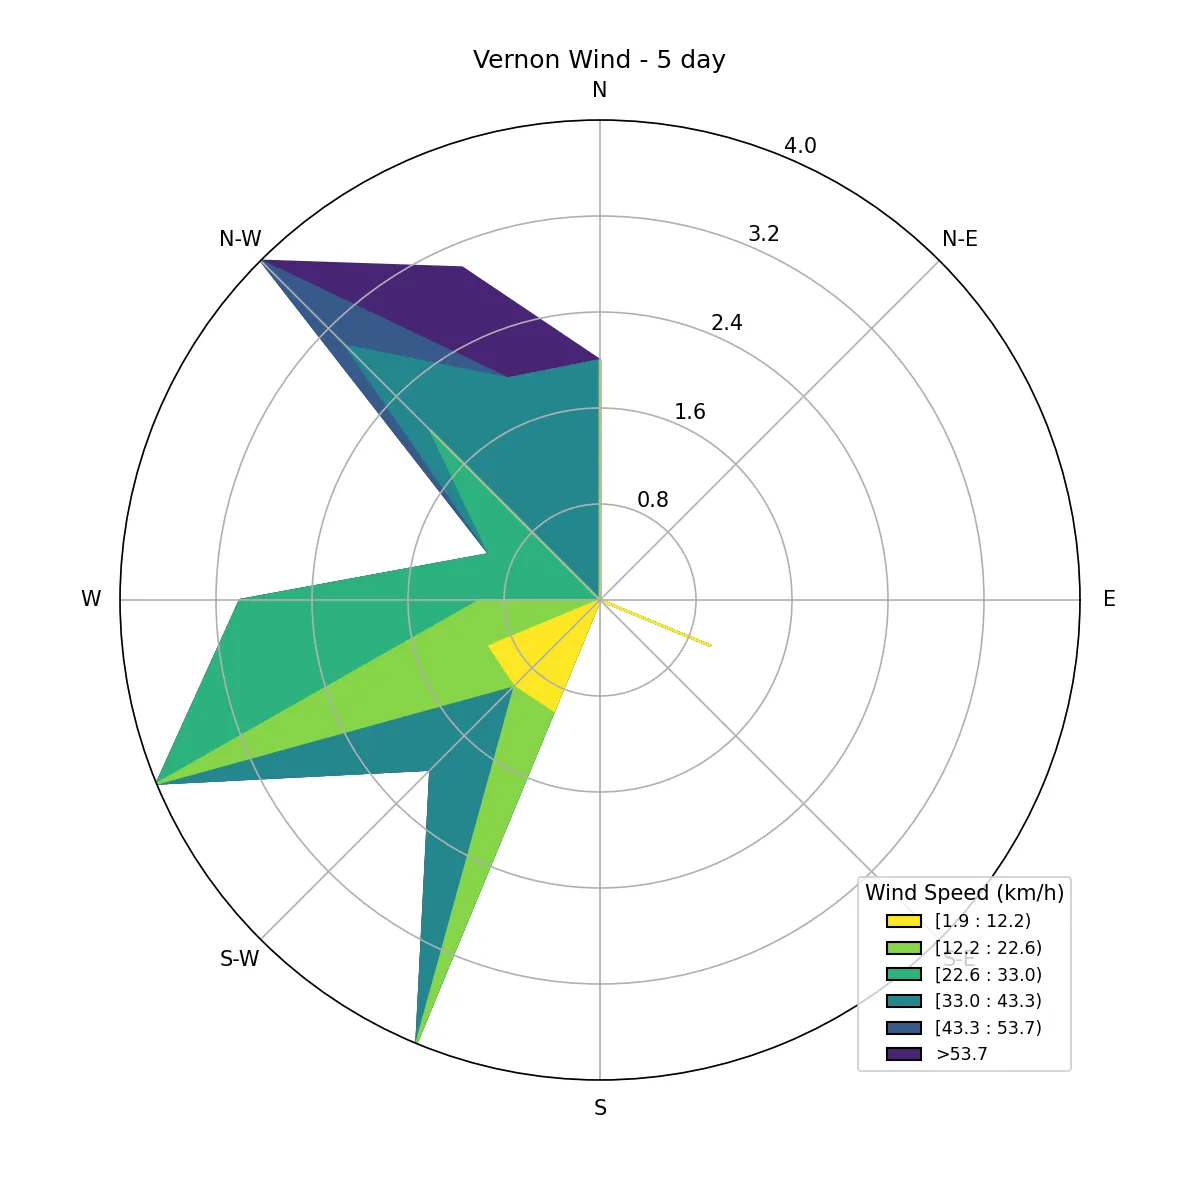 Vernon Wind - 5 day
N
4.0
N-W
3.2
N-E
2.4
1.6
0.8
W
E
S-W
S-E
S
Wind Speed (km/h)
[1.9 : 12.2)
[12.2 : 22.6)
[22.6 : 33.0)
[33.0 : 43.3)
[43.3 : 53.7)
>53.7